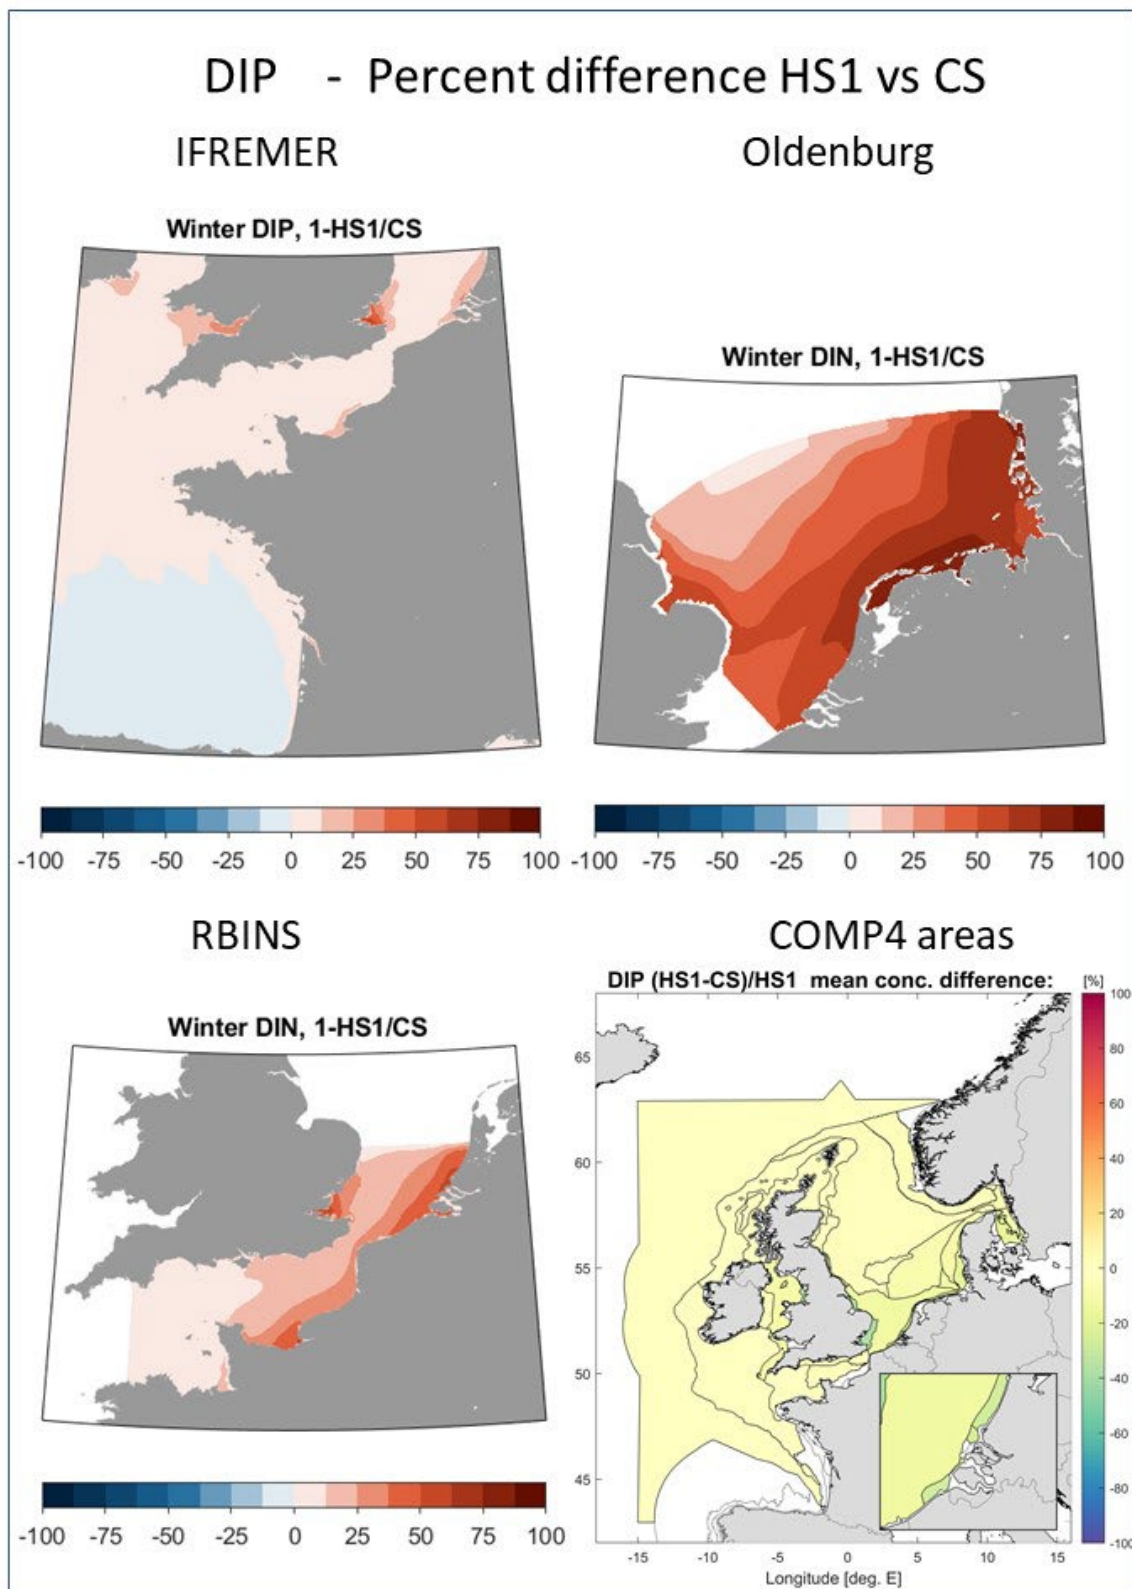 DIP - Percent difference HS1 vs CS
IFREMER
Oldenburg
Winter DIP, 1-HS1/CS
Winter DIN, 1-HS1/CS
-100 -75 -50 -25 0 25 50 75 100
-100 -75 -50 -25 0 25 50 75 100
RBINS
COMP4 areas
Winter DIN, 1-HS1/CS
DIP (HS1-CS)/HS1 mean conc. difference: [%]
100
80
60
40
20
0
-20
-40
-60
-80
-100
65
60
55
50
45
-100 -75 -50 -25 0 25 50 75 100
-15 -10 -5 0 5 10 15
Longitude [deg. E]